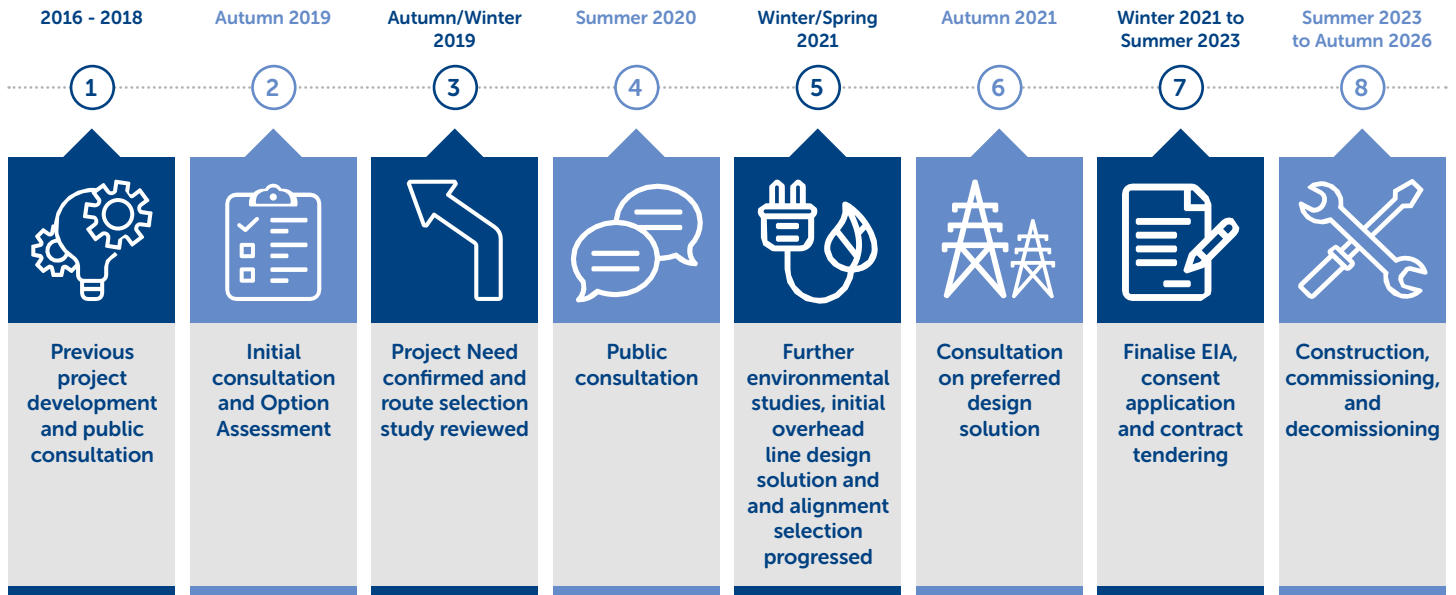 2016 - 2018
1
Previous
project
development
and public
consultation
Autumn 2019
2
Initial
consultation
and Option
Assessment
Autumn/Winter
2019
3
Project Need
confirmed and
route selection
study reviewed
Summer 2020
4
Public
consultation
Winter/Spring
2021
5
Further
environmental
studies, initial
overhead
line design
solution and
and alignment
selection
progressed
Autumn 2021
6
Consultation
on preferred
design
solution
Winter 2021 to
Summer 2023
7
Finalise EIA,
consent
application
and contract
tendering
Summer 2023
to Autumn 2026
8
Construction,
commissioning,
and
decomissioning